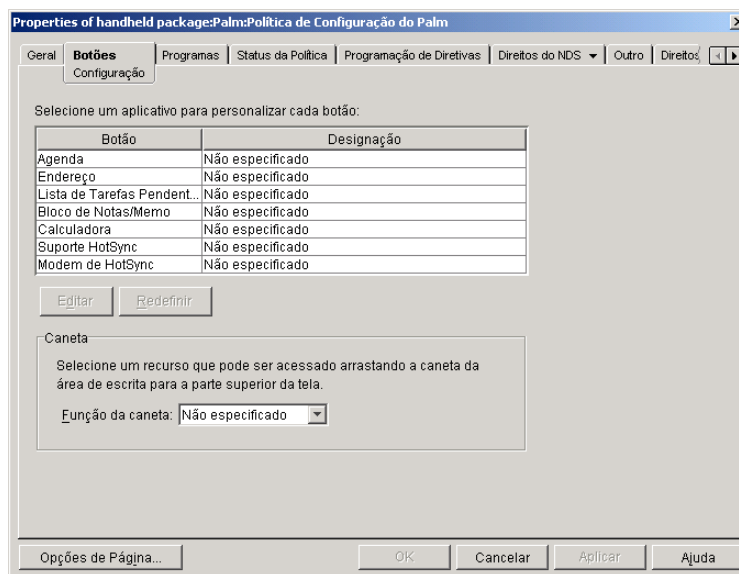 Properties of handheld package:Palm:Política de Configuração do Palm
Geral Botões Programas Status da Política Programação de Diretivas Direitos do NDS Outro Direitos
Configuração
Selecione um aplicativo para personalizar cada botão:
Botão Designação
Agenda Não especificado
Endereço Não especificado
Lista de Tarefas Pendent... Não especificado
Bloco de Notas/Memo Não especificado
Calculadora Não especificado
Suporte HotSync Não especificado
Modem de HotSync Não especificado
Editar Redefinir
Caneta
Selecione um recurso que pode ser acessado arrastando a caneta da
área de escrita para a parte superior da tela.
Função da caneta: Não especificado
Opções de Página... OK Cancelar Aplicar Ajuda